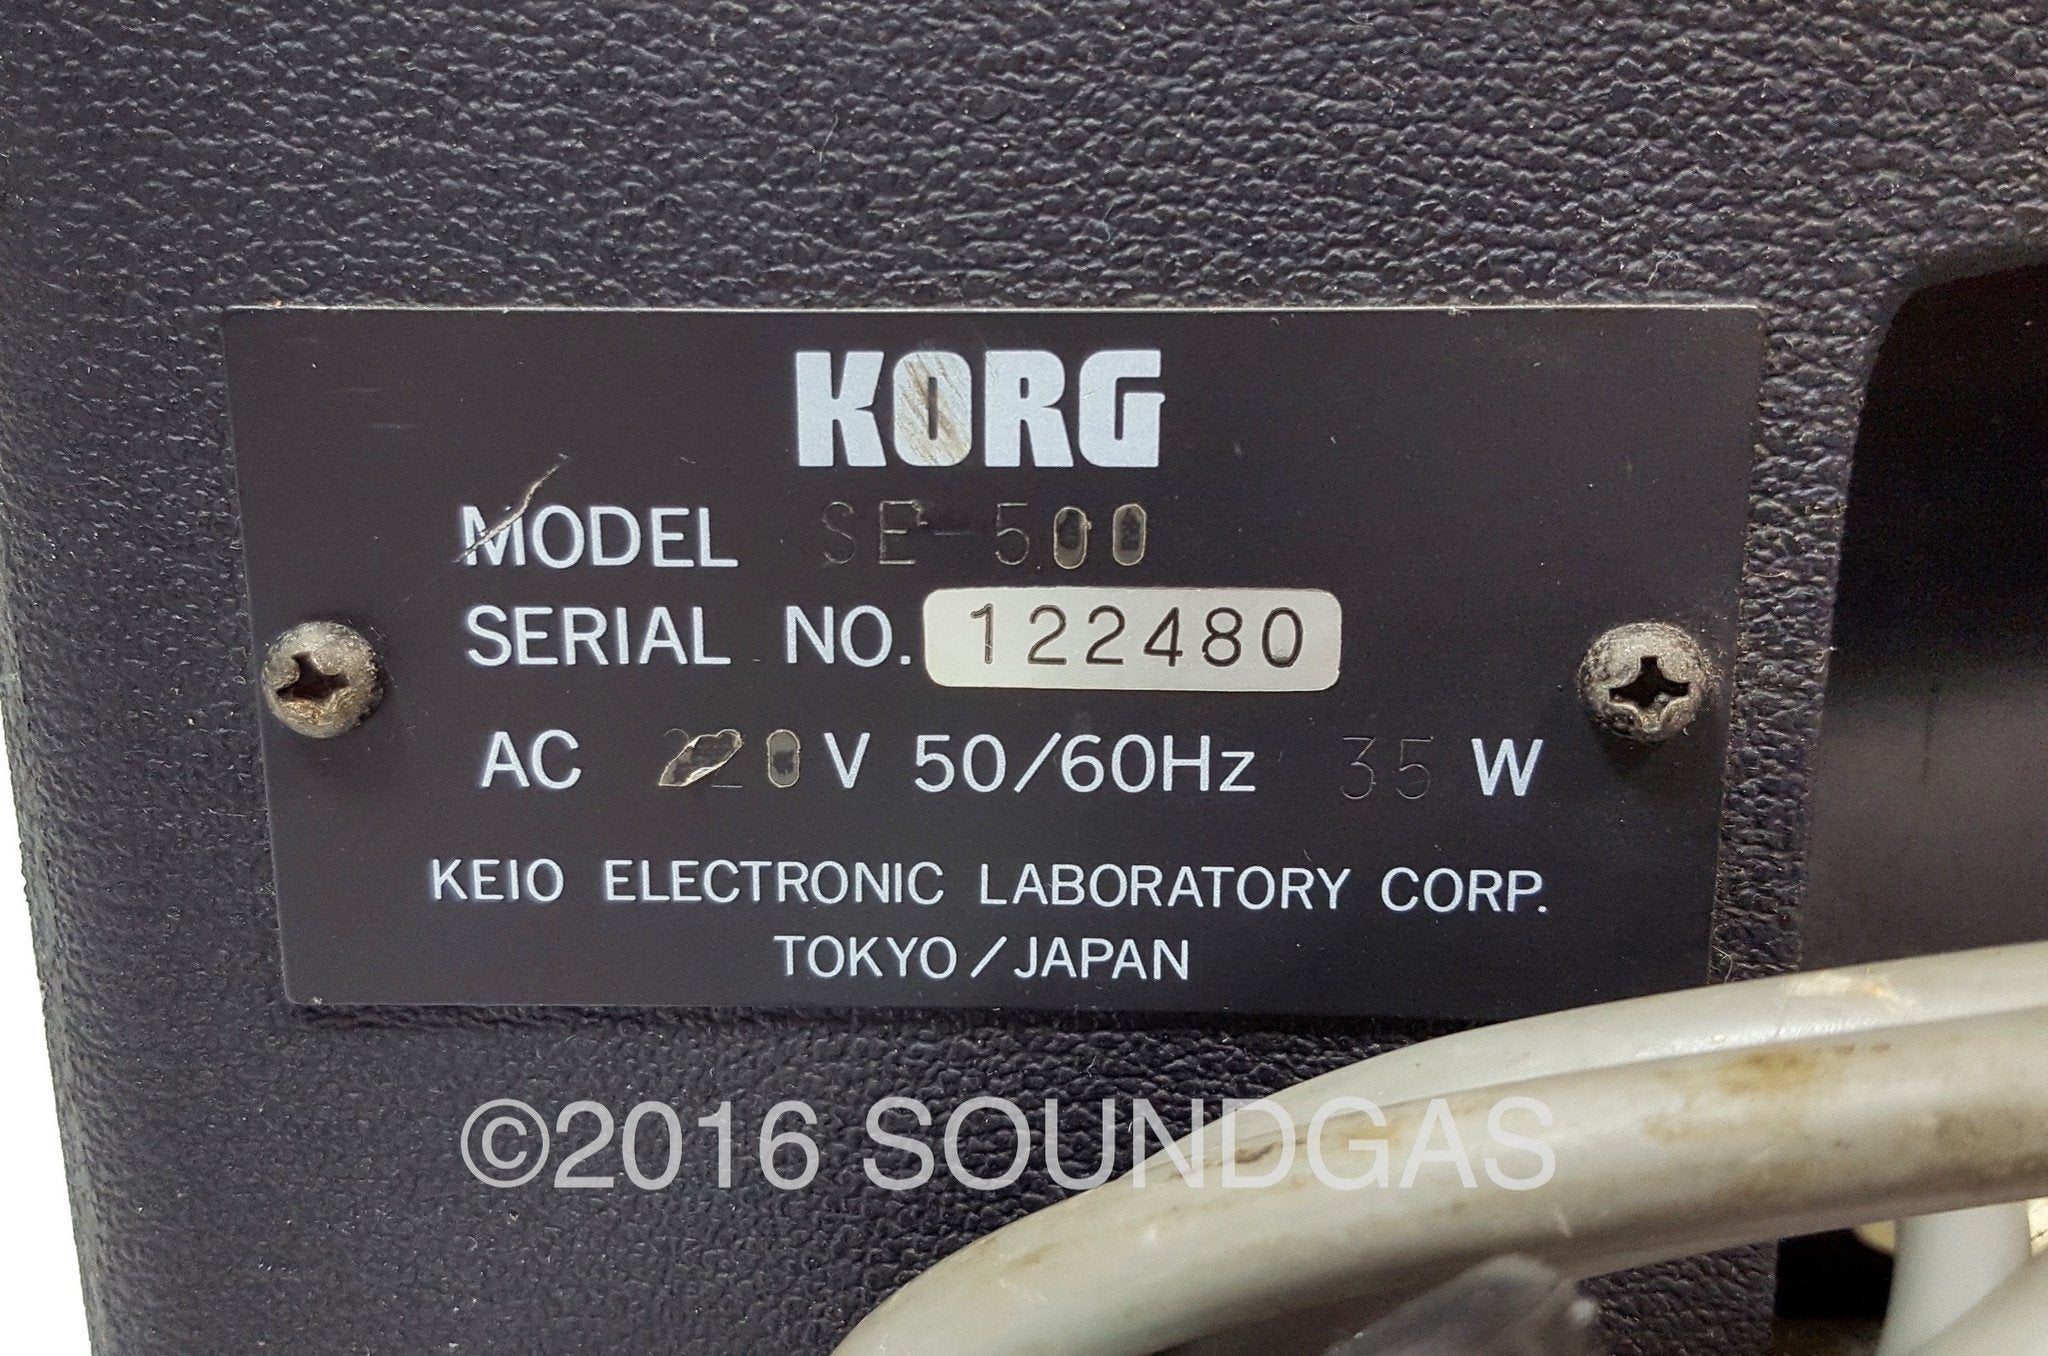 KORG
MODEL SE-500
SERIAL NO. 122480
AC 220 V 50/60Hz 35 W
KEIO ELECTRONIC LABORATORY CORP.
TOKYO/JAPAN
©2016 SOUNDGAS